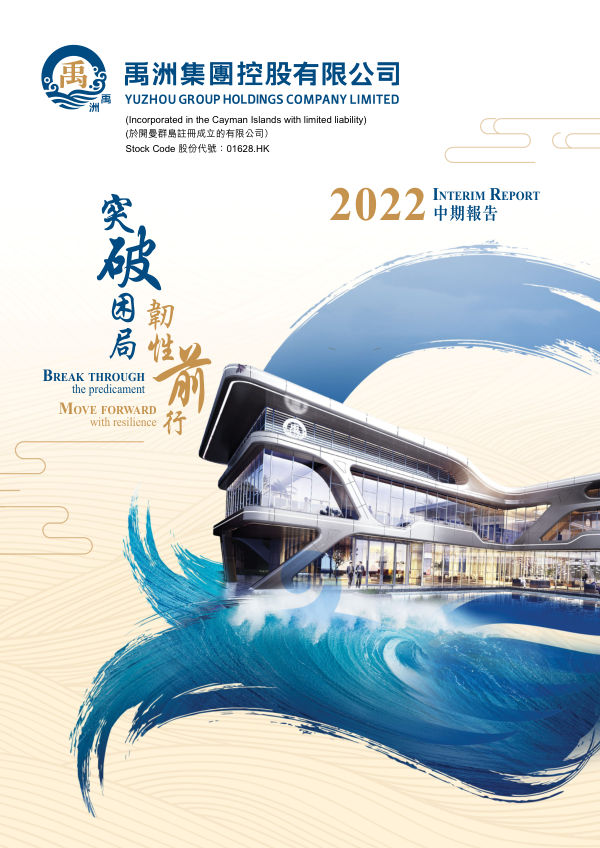 禹
禹洲
禹洲集團控股有限公司
YUZHOU GROUP HOLDINGS COMPANY LIMITED
(Incorporated in the Cayman Islands with limited liability)
(於開曼群島註冊成立的有限公司)
Stock Code 股份代號：01628.HK
2022 INTERIM REPORT
中期報告
突破困局
韌性前行
BREAK THROUGH
the predicament
MOVE FORWARD
with resilience